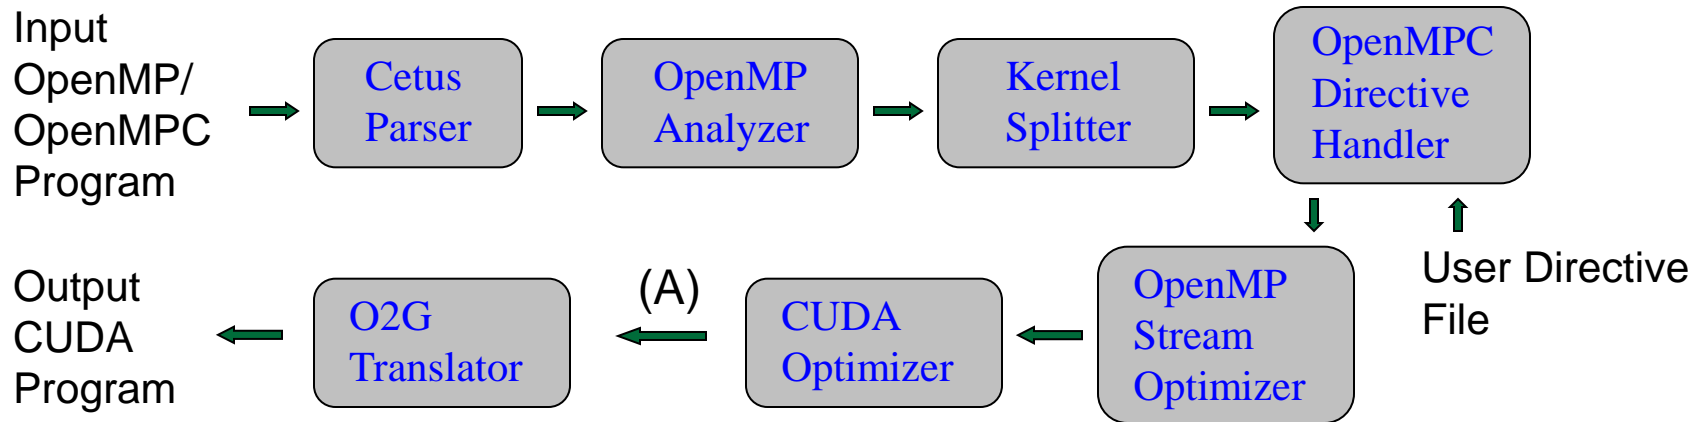 Input
OpenMP/
OpenMPC
Program
Cetus
Parser
OpenMP
Analyzer
Kernel
Splitter
OpenMPC
Directive
Handler
User Directive
File
OpenMP
Stream
Optimizer
CUDA
Optimizer
(A)
O2G
Translator
Output
CUDA
Program